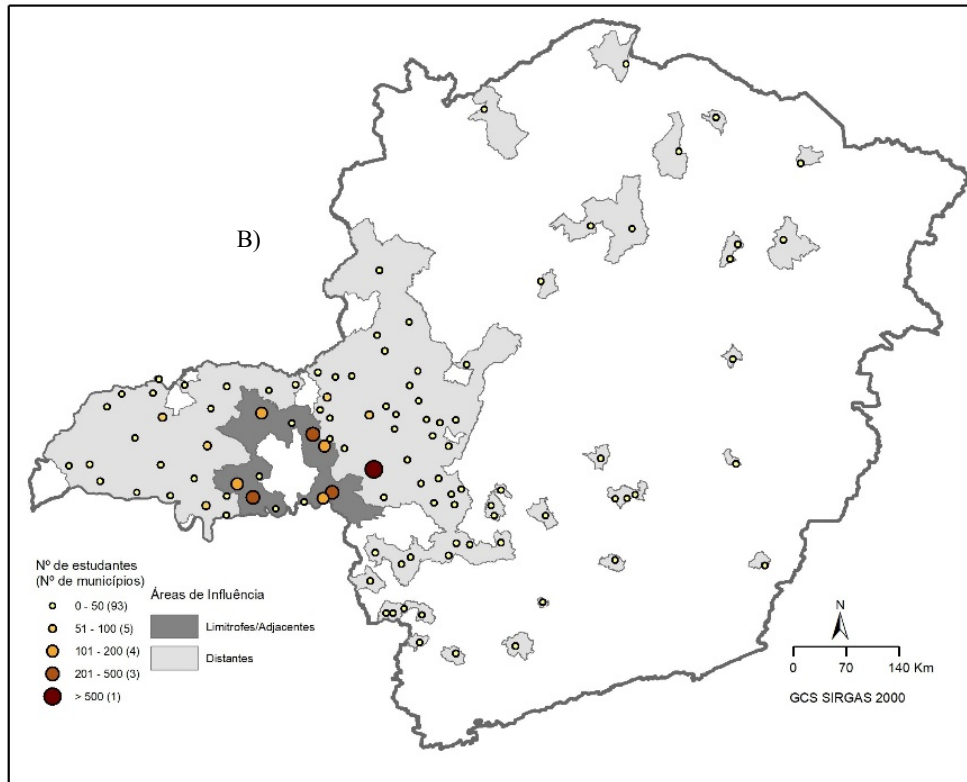 B)
Nº de estudantes
(Nº de municípios)
0 - 50 (93)
51 - 100 (5)
101 - 200 (4)
201 - 500 (3)
> 500 (1)
Áreas de Influência
Limitrofes/Adjacentes
Distantes
N
0 70 140 Km
GCS SIRGAS 2000